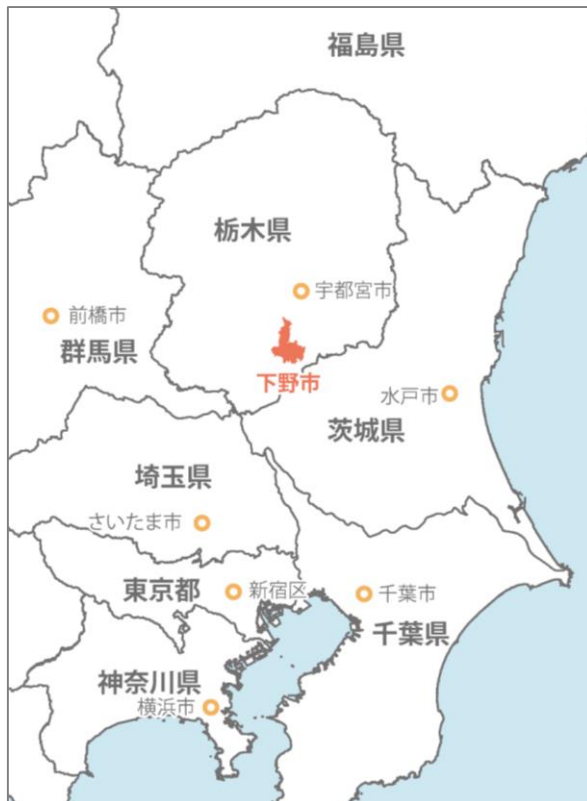 福島県
栃木県
宇都宮市
前橋市
群馬県
下野市
水戸市
茨城県
埼玉県
さいたま市
東京都
新宿区
千葉市
千葉県
神奈川県
横浜市